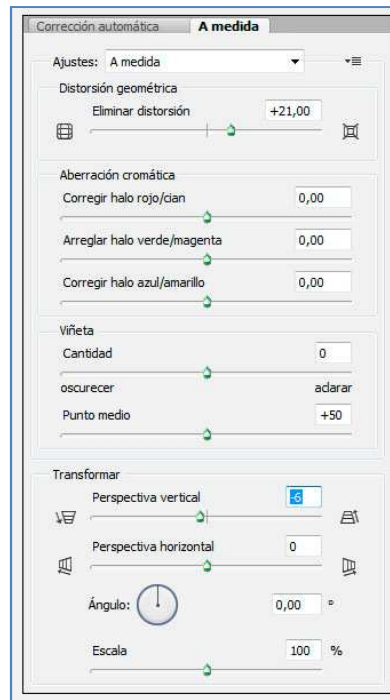 Corrección automática A medida
Ajustes: A medida
Distorsión geométrica
Eliminar distorsión +21,00
Aberración cromática
Corregir halo rojo/cian 0,00
Arreglar halo verde/magenta 0,00
Corregir halo azul/amarillo 0,00
Viñeta
Cantidad 0
oscurecer aclarar
Punto medio +50
Transformar
Perspectiva vertical -6
Perspectiva horizontal 0
Ángulo: 0,00 °
Escala 100 %